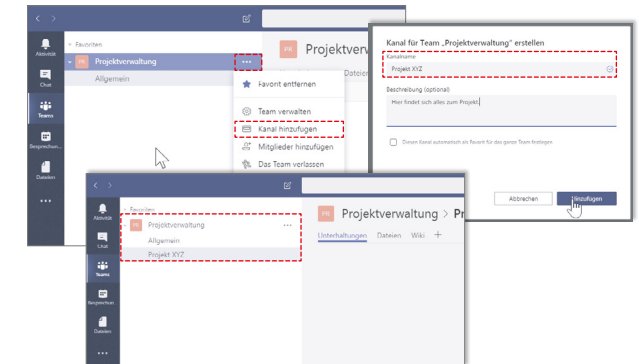 Aktivität
Chat
Teams
Besprechun...
Dateien
Favoriten
PR Projektverwaltung
Allgemein
PR Projektverw
Dateien
Favorit entfernen
Team verwalten
Kanal hinzufügen
Mitglieder hinzufügen
Das Team verlassen
Kanal für Team „Projektverwaltung" erstellen
Kanalname
Projekt XYZ
Beschreibung (optional)
Hier findet sich alles zum Projekt
Diesen Kanal automatisch als Favorit für das ganze Team festlegen
Abbrechen
Hinzufügen
Aktivität
Chat
Teams
Besprechun...
Dateien
Favoriten
PR Projektverwaltung
Allgemein
Projekt XYZ
PR Projektverwaltung > Pr
Unterhaltungen Dateien Wiki +